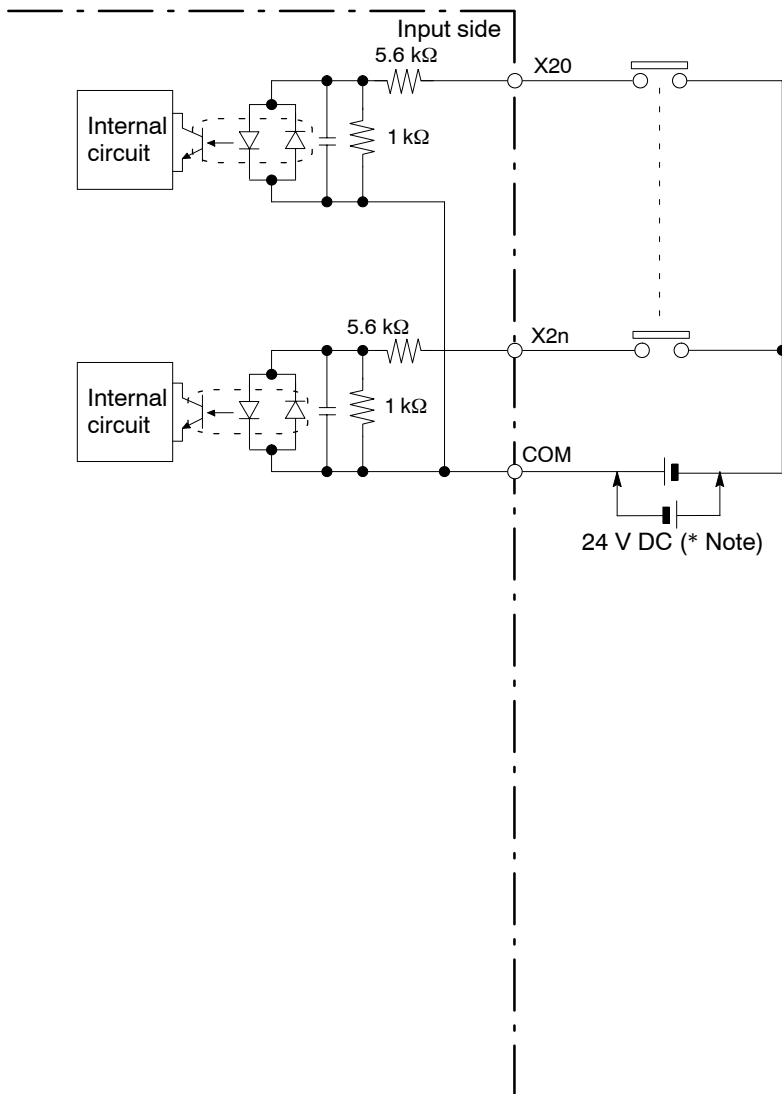 Input side
5.6 kΩ
X20
Internal
circuit
1 kΩ
5.6 kΩ
X2n
Internal
circuit
1 kΩ
COM
24 V DC (* Note)